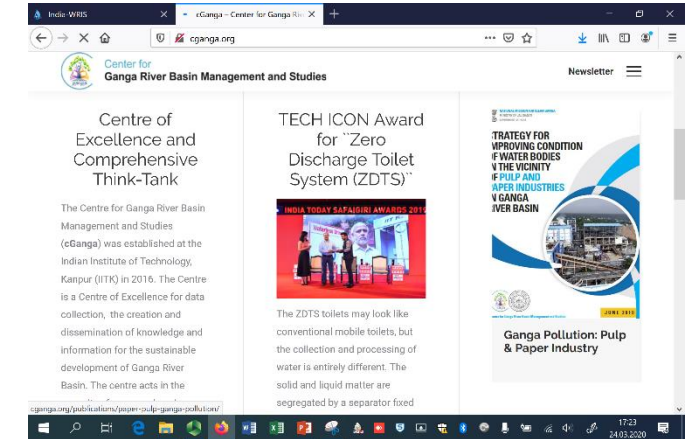 India-WRIS
cGanga – Center for Ganga Riv
cganga.org
Center for
Ganga River Basin Management and Studies
Newsletter
Centre of
Excellence and
Comprehensive
Think-Tank
The Centre for Ganga River Basin
Management and Studies
(cGanga) was established at the
Indian Institute of Technology,
Kanpur (IITK) in 2016. The Centre
is a Centre of Excellence for data
collection, the creation and
dissemination of knowledge and
information for the sustainable
development of Ganga River
Basin. The centre acts in the
TECH ICON Award
for ``Zero
Discharge Toilet
System (ZDTS)``
INDIA TODAY SAFAIGIRI AWARDS 2019
The ZDTS toilets may look like
conventional mobile toilets, but
the collection and processing of
water is entirely different. The
solid and liquid matter are
segregated by a separator fixed
TRATEGY FOR
MPROVING CONDITION
F WATER BODIES
N THE VICINITY
F PULP AND
APER INDUSTRIES
N GANGA
IVER BASIN
JUNE 2019
Ganga Pollution: Pulp
& Paper Industry
cganga.org/publications/paper-pulp-ganga-pollution/
17:23
24.03.2020